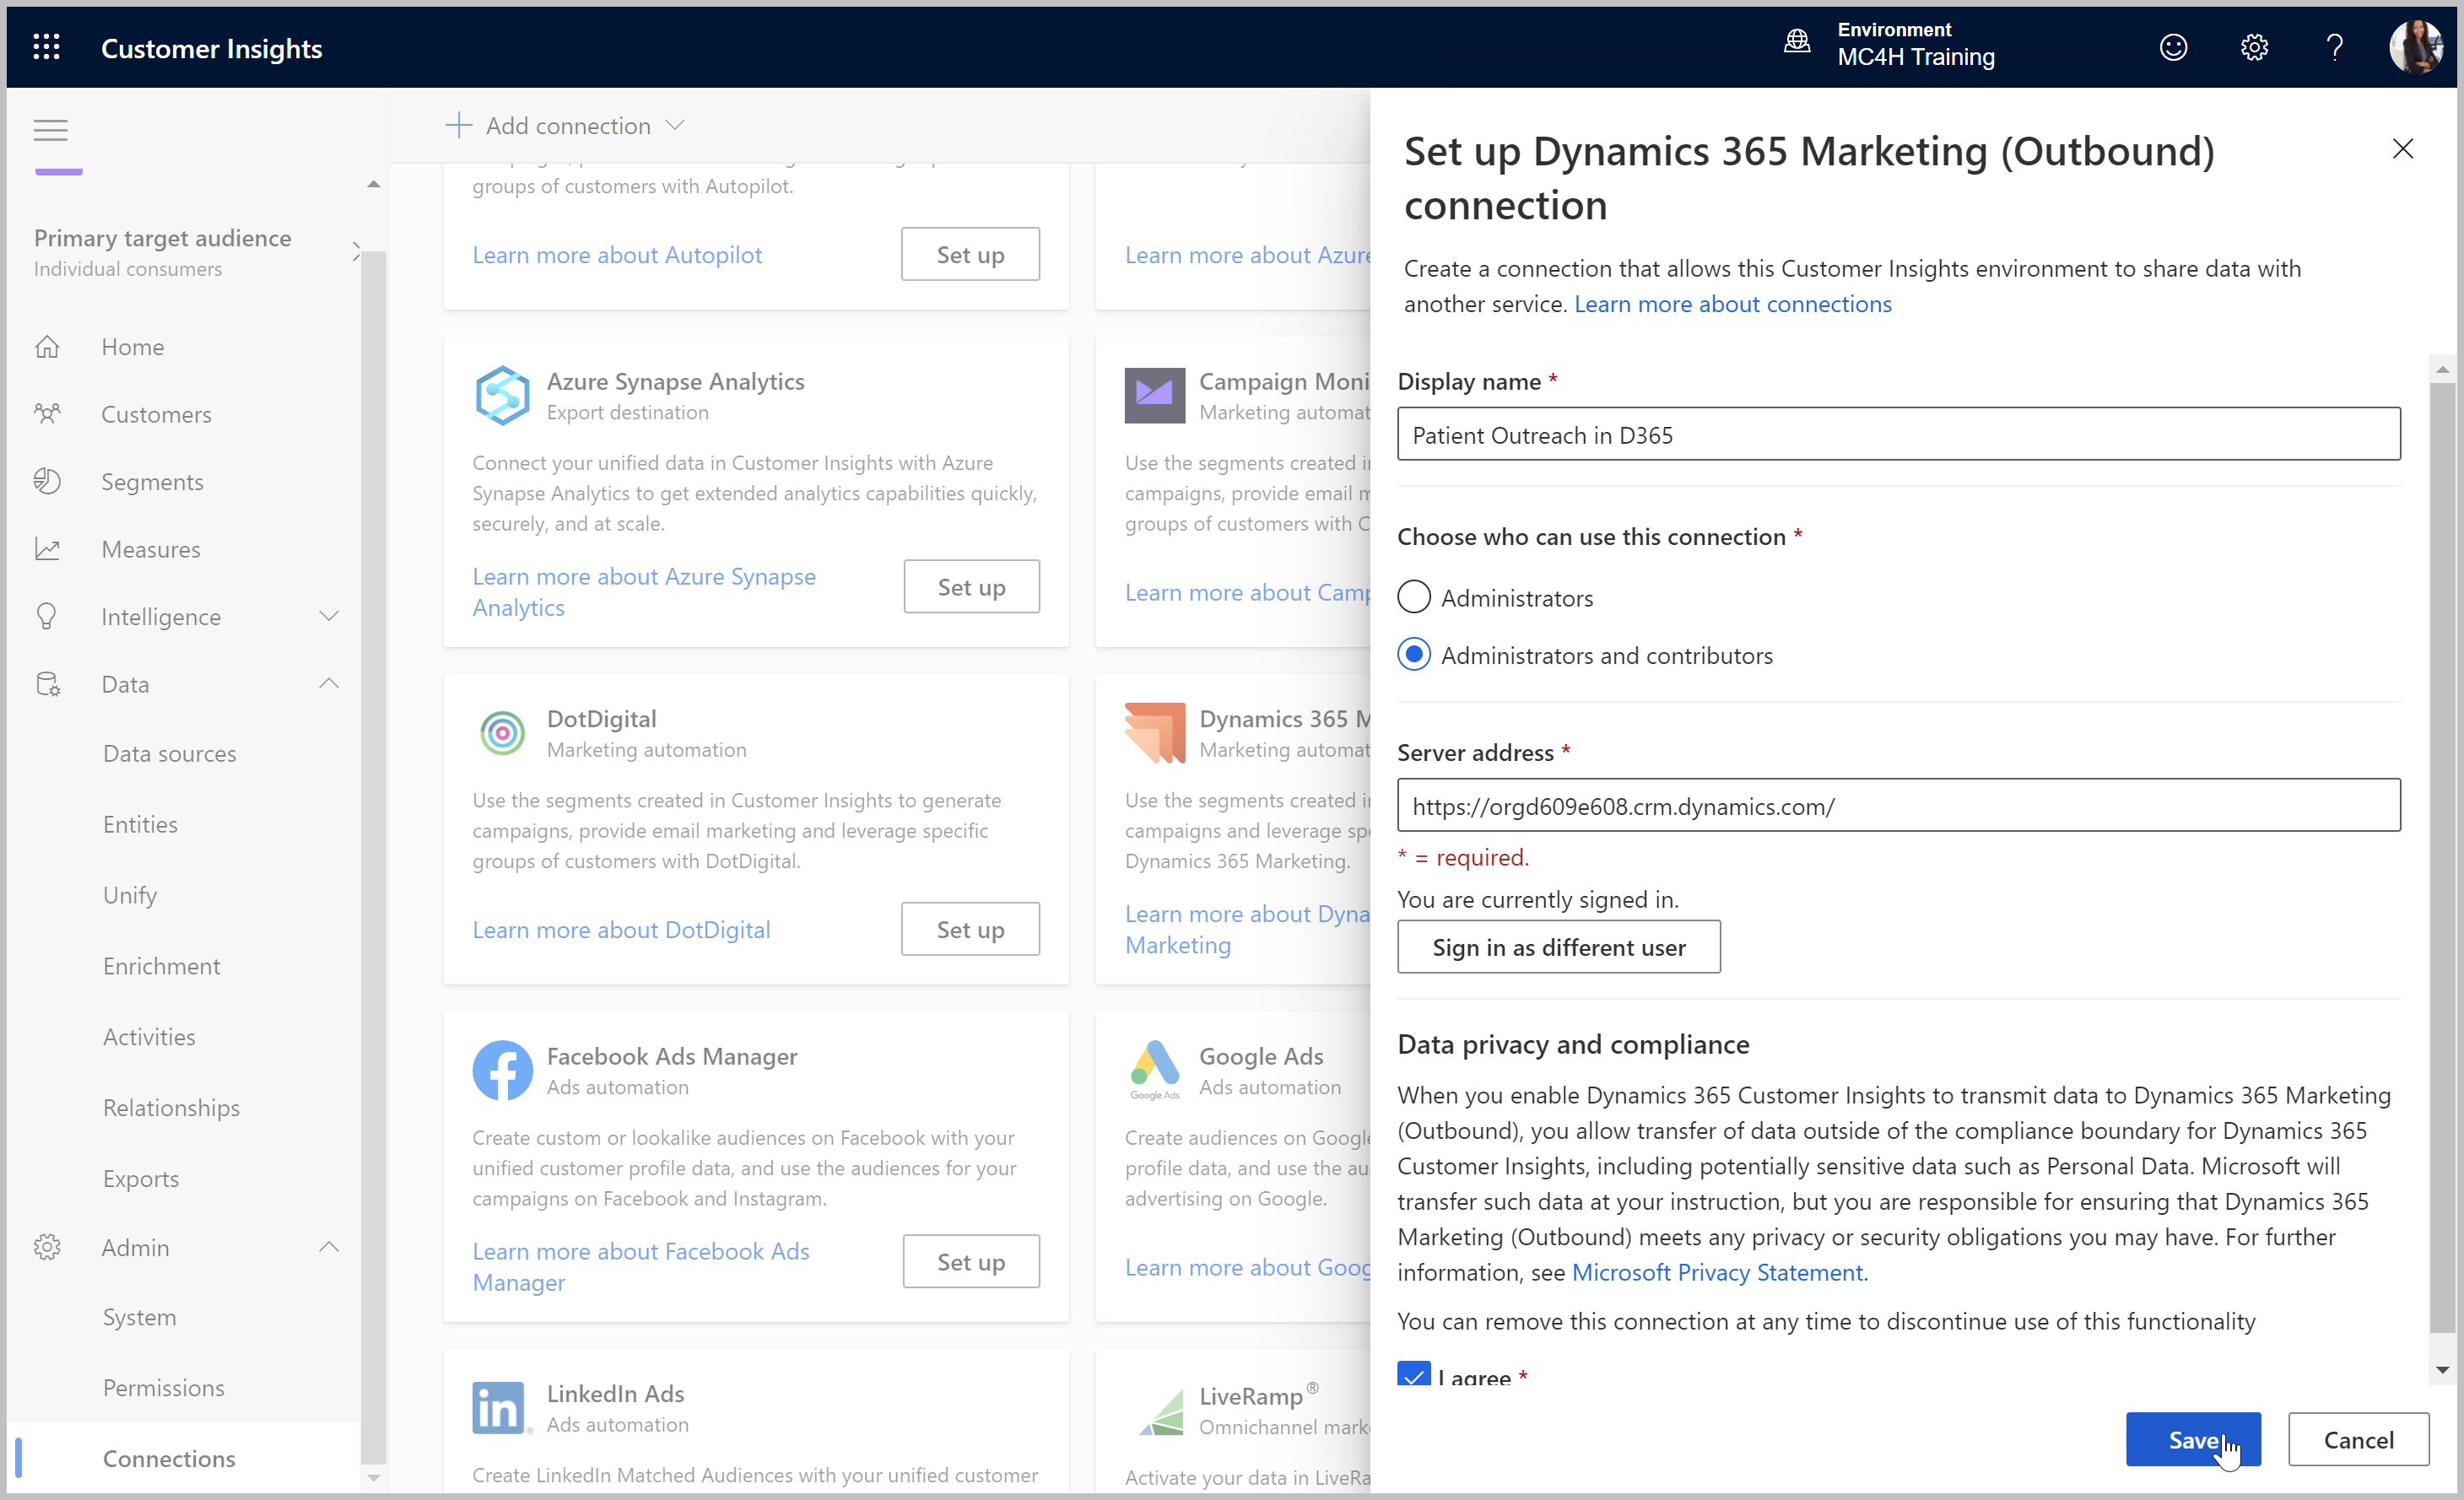 Customer Insights
Environment
MC4H Training
Primary target audience
Individual consumers
Home
Customers
Segments
Measures
Intelligence
Data
Data sources
Entities
Unify
Enrichment
Activities
Relationships
Exports
Admin
System
Permissions
Connections
Add connection
groups of customers with Autopilot.
Learn more about Autopilot
Set up
Learn more about Azure
Azure Synapse Analytics
Export destination
Connect your unified data in Customer Insights with Azure
Synapse Analytics to get extended analytics capabilities quickly,
securely, and at scale.
Learn more about Azure Synapse
Analytics
Set up
Campaign Moni
Marketing automat
Use the segments created i
campaigns, provide email m
groups of customers with C
Learn more about Camp
DotDigital
Marketing automation
Use the segments created in Customer Insights to generate
campaigns, provide email marketing and leverage specific
groups of customers with DotDigital.
Learn more about DotDigital
Set up
Dynamics 365 M
Marketing automat
Use the segments created i
campaigns and leverage sp
Dynamics 365 Marketing.
Learn more about Dyna
Marketing
Facebook Ads Manager
Ads automation
Create custom or lookalike audiences on Facebook with your
unified customer profile data, and use the audiences for your
campaigns on Facebook and Instagram.
Learn more about Facebook Ads
Manager
Set up
Google Ads
Google Ads
Ads automation
Create audiences on Google
profile data, and use the au
advertising on Google.
Learn more about Goog
in
LinkedIn Ads
Ads automation
Create LinkedIn Matched Audiences with your unified customer
LiveRamp®
Omnichannel mark
Activate your data in LiveRa
Set up Dynamics 365 Marketing (Outbound)
connection
Create a connection that allows this Customer Insights environment to share data with
another service. Learn more about connections
Display name *
Patient Outreach in D365
Choose who can use this connection *
Administrators
Administrators and contributors
Server address *
https://orgd609e608.crm.dynamics.com/
* = required.
You are currently signed in.
Sign in as different user
Data privacy and compliance
When you enable Dynamics 365 Customer Insights to transmit data to Dynamics 365 Marketing
(Outbound), you allow transfer of data outside of the compliance boundary for Dynamics 365
Customer Insights, including potentially sensitive data such as Personal Data. Microsoft will
transfer such data at your instruction, but you are responsible for ensuring that Dynamics 365
Marketing (Outbound) meets any privacy or security obligations you may have. For further
information, see Microsoft Privacy Statement.
You can remove this connection at any time to discontinue use of this functionality
I agree *
Save
Cancel